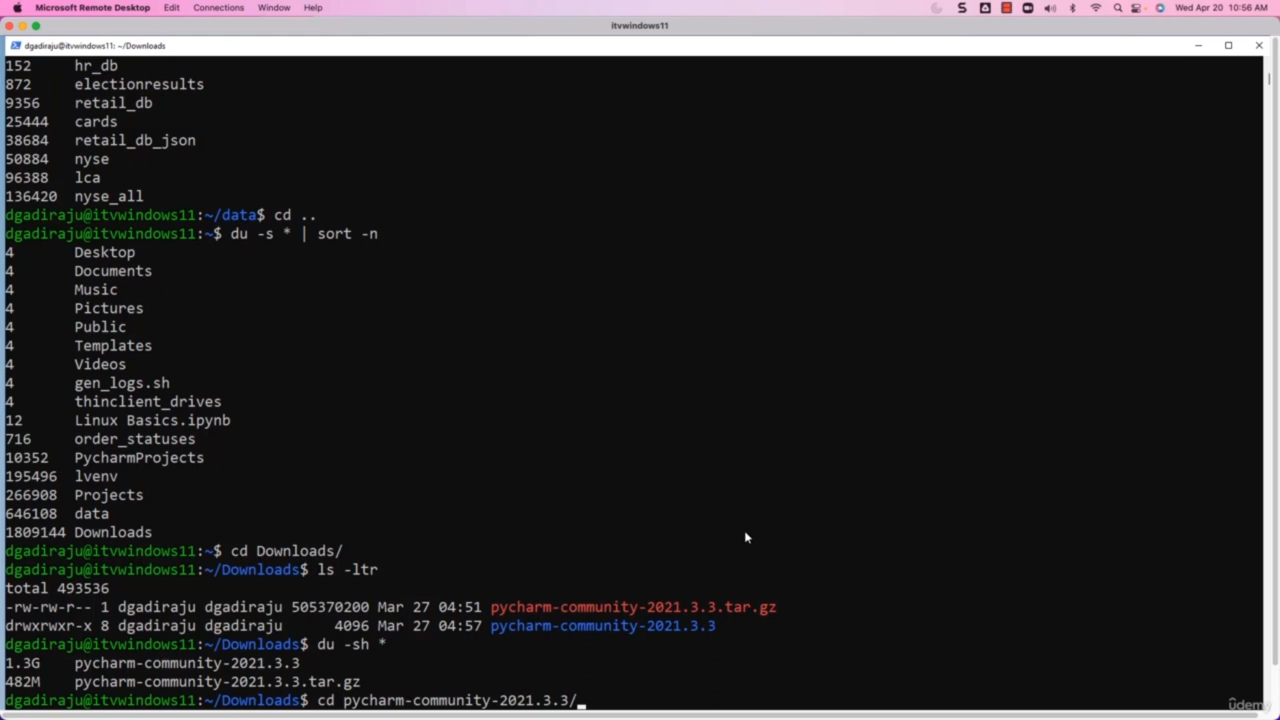 Microsoft Remote Desktop Edit Connections Window Help Wed Apr 20 10:56 AM
itvwindows11
dgadiraju@itvwindows11: ~/Downloads
152 hr_db
872 electionresults
9356 retail_db
25444 cards
38684 retail_db_json
50884 nyse
96388 lca
136420 nyse_all
dgadiraju@itvwindows11:~/data$ cd ..
dgadiraju@itvwindows11:~$ du -s * | sort -n
4 Desktop
4 Documents
4 Music
4 Pictures
4 Public
4 Templates
4 Videos
4 gen_logs.sh
4 thinclient_drives
12 Linux Basics.ipynb
716 order_statuses
10352 PycharmProjects
195496 lvenv
266908 Projects
646108 data
1809144 Downloads
dgadiraju@itvwindows11:~$ cd Downloads/
dgadiraju@itvwindows11:~/Downloads$ ls -ltr
total 493536
-rw-rw-r-- 1 dgadiraju dgadiraju 505370200 Mar 27 04:51 pycharm-community-2021.3.3.tar.gz
drwxrwxr-x 8 dgadiraju dgadiraju 4096 Mar 27 04:57 pycharm-community-2021.3.3
dgadiraju@itvwindows11:~/Downloads$ du -sh *
1.3G pycharm-community-2021.3.3
482M pycharm-community-2021.3.3.tar.gz
dgadiraju@itvwindows11:~/Downloads$ cd pycharm-community-2021.3.3/
ûdemy